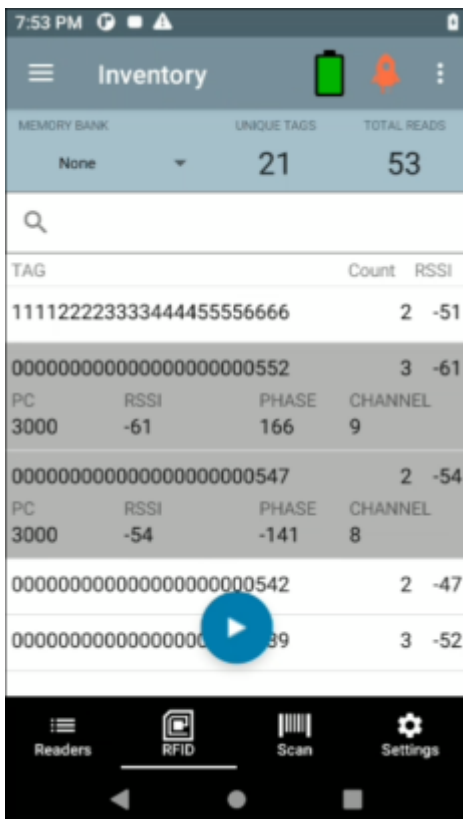 7:53 PM
Inventory
MEMORY BANK UNIQUE TAGS TOTAL READS
None 21 53
TAG Count RSSI
111122223333444455556666 2 -51
000000000000000000000552 3 -61
PC RSSI PHASE CHANNEL
3000 -61 166 9
000000000000000000000547 2 -54
PC RSSI PHASE CHANNEL
3000 -54 -141 8
000000000000000000000542 2 -47
3 -52
Readers RFID Scan Settings